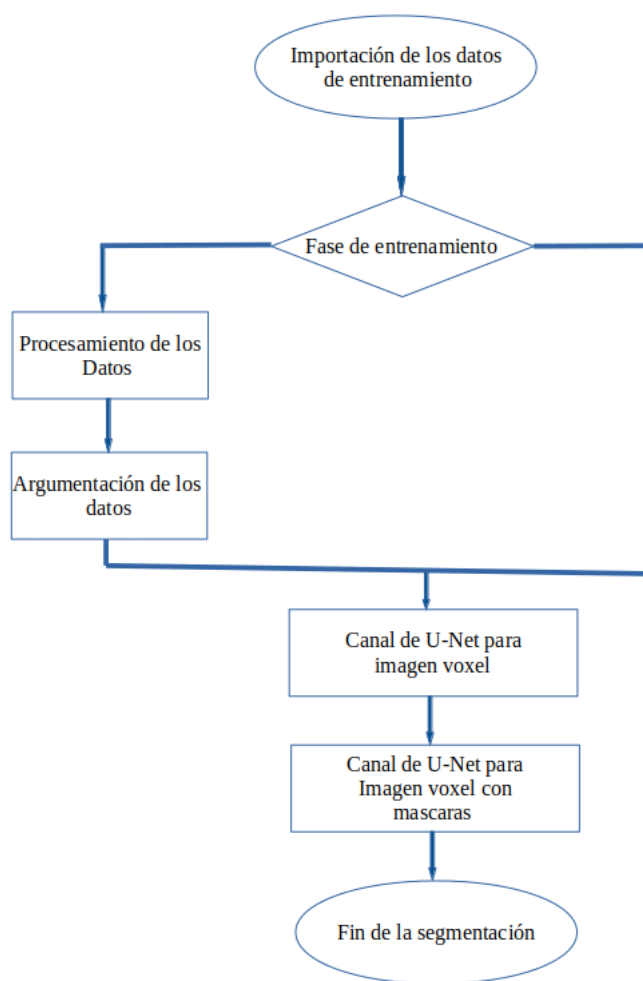 Importación de los datos
de entrenamiento
Fase de entrenamiento
Procesamiento de los
Datos
Argumentación de los
datos
Canal de U-Net para
imagen voxel
Canal de U-Net para
Imagen voxel con
mascaras
Fin de la segmentación